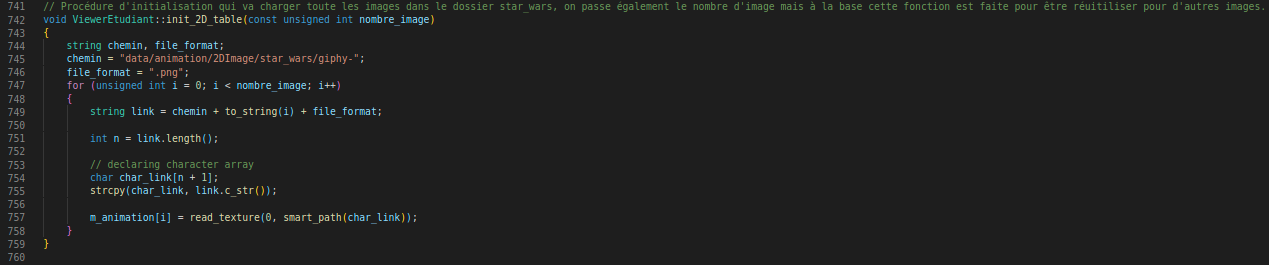 741 // Procédure d'initialisation qui va charger toute les images dans le dossier star_wars, on passe également le nombre d'image mais à la base cette fonction est faite pour être réuitiliser pour d'autres images.
742 void ViewerEtudiant::init_2D_table(const unsigned int nombre_image)
743 {
744     string chemin, file_format;
745     chemin = "data/animation/2DImage/star_wars/giphy-";
746     file_format = ".png";
747     for (unsigned int i = 0; i < nombre_image; i++)
748     {
749         string link = chemin + to_string(i) + file_format;
750
751         int n = link.length();
752
753         // declaring character array
754         char char_link[n + 1];
755         strcpy(char_link, link.c_str());
756
757         m_animation[i] = read_texture(0, smart_path(char_link));
758     }
759 }
760